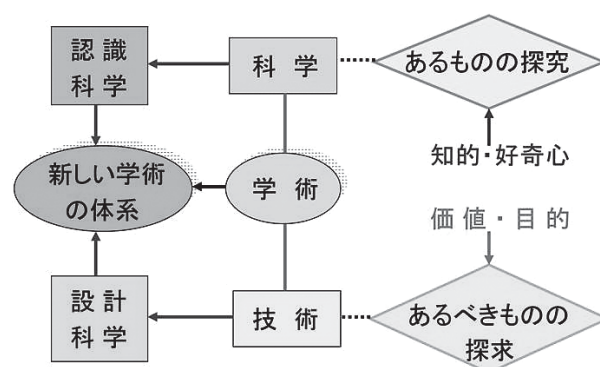 認識
科学
科学
あるものの探究
知的・好奇心
新しい学術
の体系
学術
価値・目的
設計
科学
技術
あるべきものの
探求